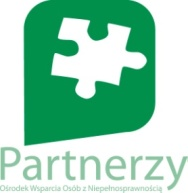 Partnerzy
Ośrodek Wsparcia Osób z Niepełnosprawnością